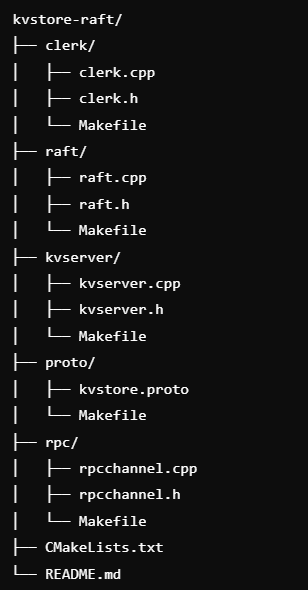 kvstore-raft/
├── clerk/
│   ├── clerk.cpp
│   ├── clerk.h
│   └── Makefile
├── raft/
│   ├── raft.cpp
│   ├── raft.h
│   └── Makefile
├── kvserver/
│   ├── kvserver.cpp
│   ├── kvserver.h
│   └── Makefile
├── proto/
│   ├── kvstore.proto
│   └── Makefile
├── rpc/
│   ├── rpcchannel.cpp
│   ├── rpcchannel.h
│   └── Makefile
├── CMakeLists.txt
└── README.md